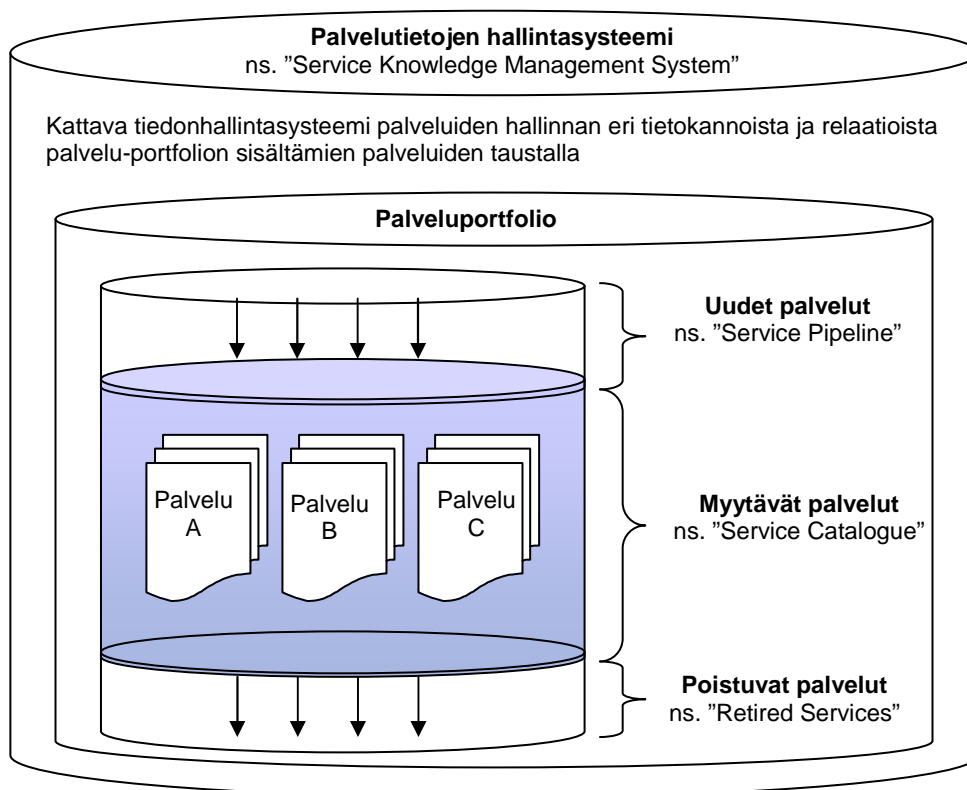 Palvelutietojen hallintasysteemi
ns. ”Service Knowledge Management System”
Kattava tiedonhallintasysteemi palveluiden hallinnan eri tietokannoista ja relaatioista
palvelu-portfolion sisältämien palveluiden taustalla
Palveluportfolio
Uudet palvelut
ns. ”Service Pipeline”
Palvelu
A
Palvelu
B
Palvelu
C
Myytävät palvelut
ns. ”Service Catalogue”
Poistuvat palvelut
ns. ”Retired Services”